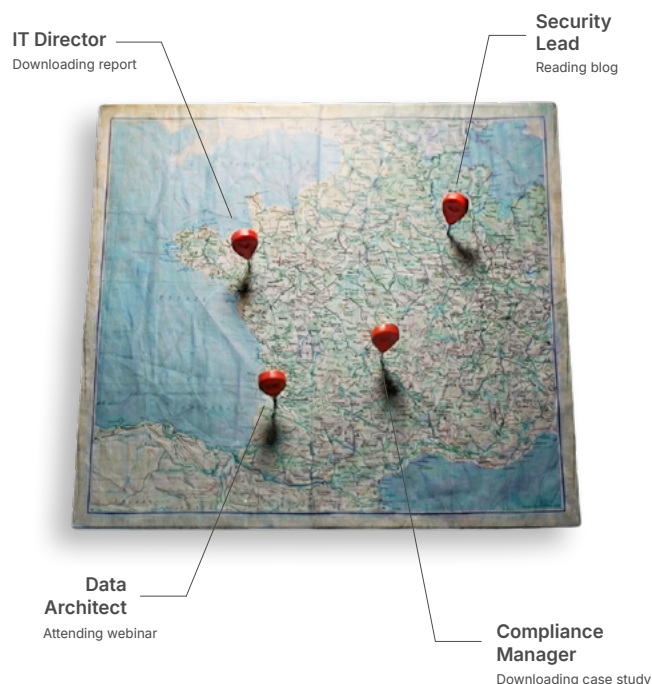 IT Director
Downloading report
Security
Lead
Reading blog
Data
Architect
Attending webinar
Compliance
Manager
Downloading case study